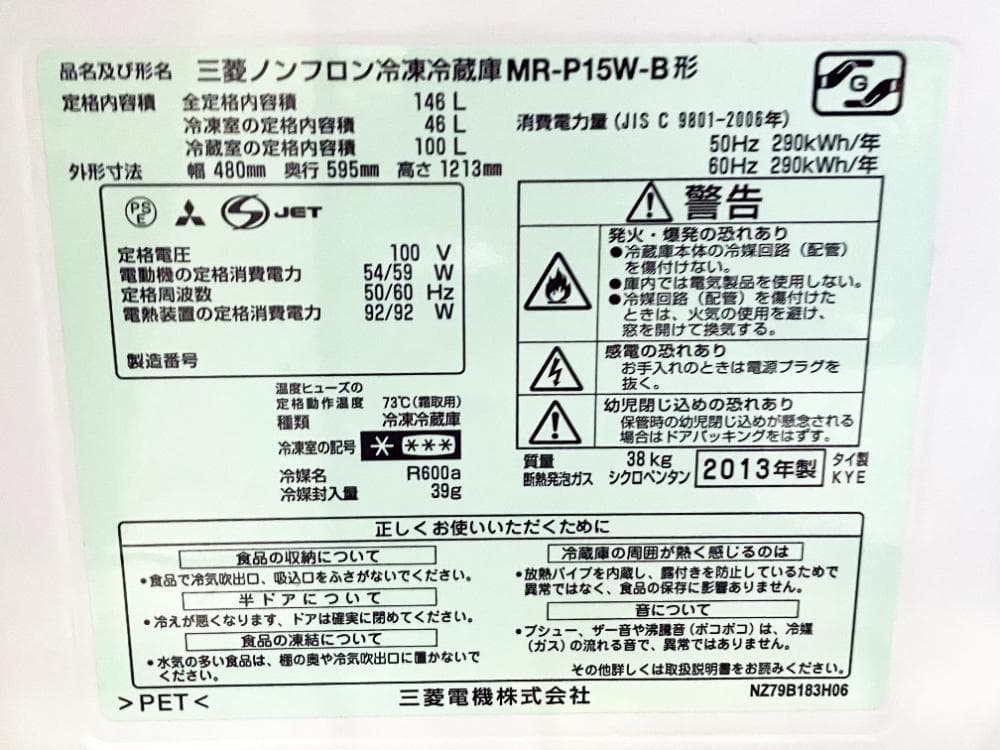 品名及び形名 三菱ノンフロン冷凍冷蔵庫 MR-P15W-B形
定格内容積 全定格内容積 146 L
冷凍室の定格内容積 46 L
冷蔵室の定格内容積 100 L
外形寸法 幅 480mm 奥行 595mm 高さ 1213mm
G
消費電力量 (JIS C 9801-2006年)
50Hz 290kWh/年
60Hz 290kWh/年
PS E JET
定格電圧 100 V
電動機の定格消費電力 54/59 W
定格周波数 50/60 Hz
電熱装置の定格消費電力 92/92 W
製造番号
警告
発火・爆発の恐れあり
●冷蔵庫本体の冷媒回路（配管）
を傷付けない。
●庫内では電気製品を使用しない。
●冷媒回路（配管）を傷付けた
ときは、火気の使用を避け、
窓を開けて換気する。
感電の恐れあり
お手入れのときは電源プラグを
抜く。
幼児閉じ込めの恐れあり
保管時の幼児閉じ込めが懸念される
場合はドアパッキングをはずす。
温度ヒューズの
定格動作温度 73℃(霜取用)
種類 冷凍冷蔵庫
冷凍室の記号 * ***
冷媒名 R600a
冷媒封入量 39g
質量 38kg
断熱発泡ガス シクロペンタン
2013年製
タイ製
KYE
正しくお使いいただくために
食品の収納について
・食品で冷気吹出口、吸込口をふさがないでください。
半ドアについて
・冷えが悪くなります、ドアは確実に閉めてください。
食品の凍結について
・水気の多い食品は、棚の奥や冷気吹出口に置かないで
ください。
冷蔵庫の周囲が熱く感じるのは
・放熱パイプを内蔵し、露付きを防止しているためで
異常ではなく、食品の保存に影響ありません。
音について
・プシュー、ザー音や沸騰音（ポコポコ）は、冷媒
（ガス）の流れる音で、異常ではありません。
その他詳しくは取扱説明書をお読みください。
>PET<
三菱電機株式会社
NZ79B183H06